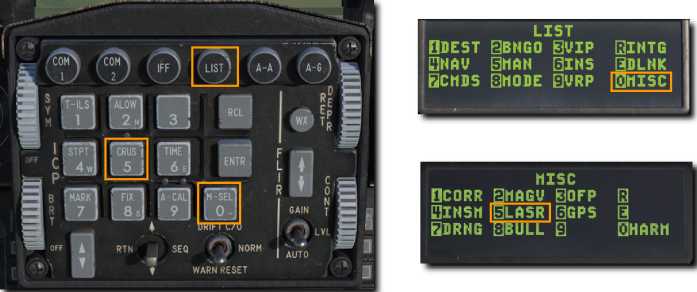 COM 1
COM 2
IFF
LIST
A-A
A-G
SYM
T-ILS 1
ALOW 2 N
3
RCL
RET
DEPR
WX
OFF
ICP
STPT 4 W
CRUS 5
TIME 6 E
ENTR
FLIR
CONT
BRT
MARK 7
FIX 8 S
A-CAL 9
M-SEL 0 -
GAIN
LVL
AUTO
OFF
RTN
SEQ
DRIFT C/O
NORM
WARN RESET
LIST
1DEST 2BNGO 3VIP RINTG
4NAV 5MAN 6INS EDLNK
7CMDS 8MODE 9VRP 0MISC
MISC
1CORR 2MAGV 3OFP R
4INSM 5LASR 6GPS E
7DRNG 8BULL 9 0HARM